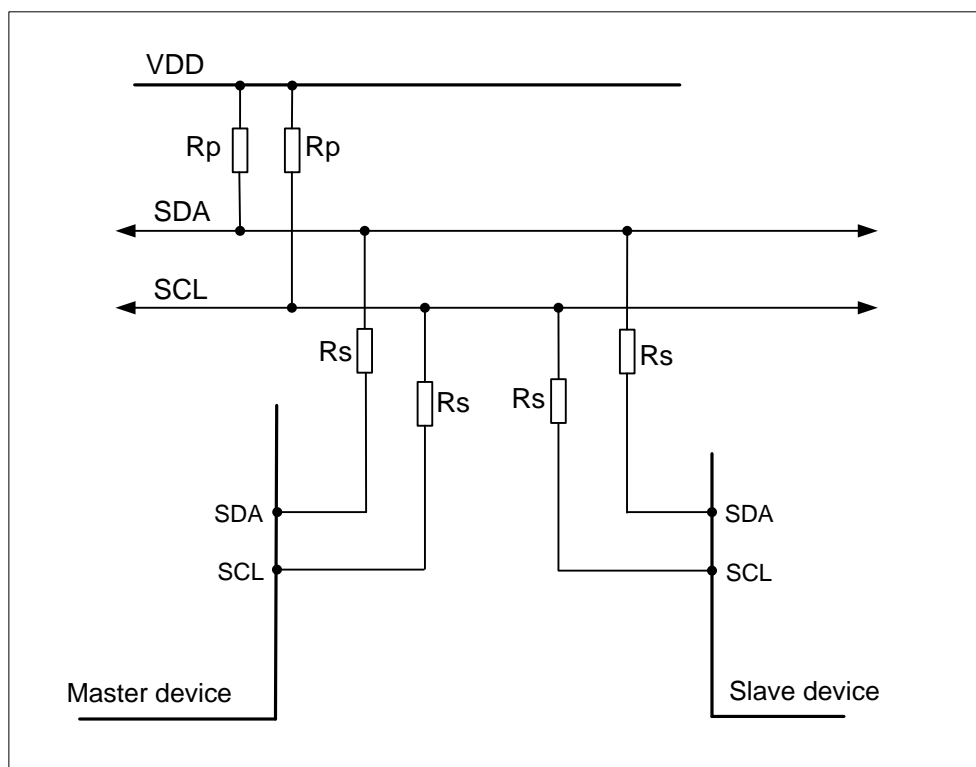 VDD
Rp Rp
SDA
SCL
Rs Rs
Rs Rs
SDA SDA
SCL SCL
Master device Slave device